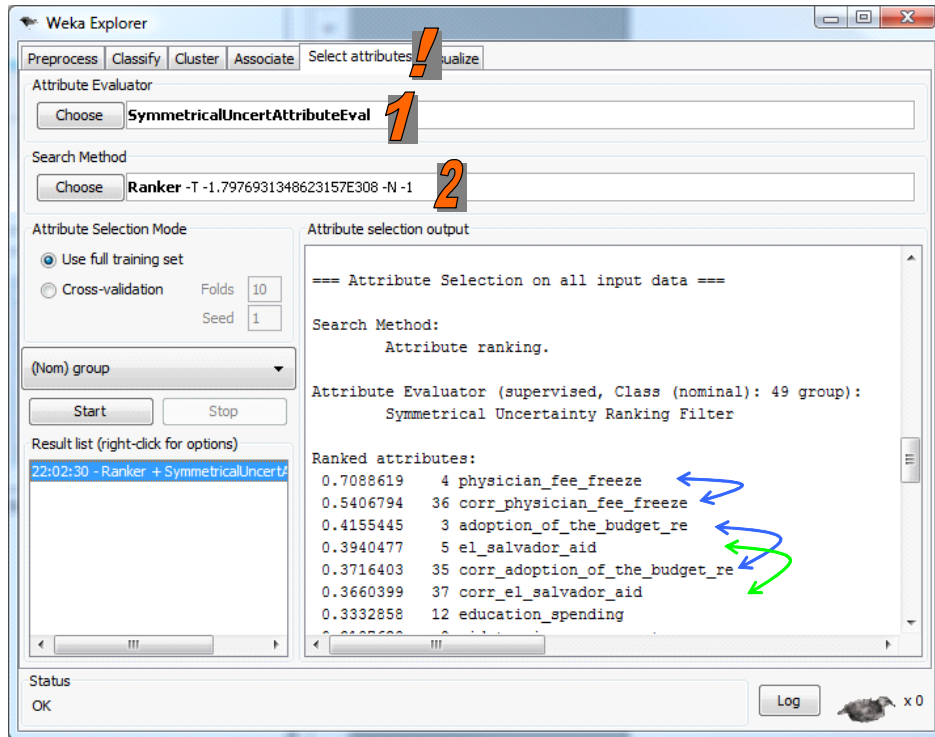 Weka Explorer
Preprocess Classify Cluster Associate Select attributes ! ualize
Attribute Evaluator
Choose SymmetricalUncertAttributeEval 1
Search Method
Choose Ranker -T -1.7976931348623157E308 -N -1 2
Attribute Selection Mode
Use full training set
Cross-validation Folds 10
Seed 1
(Nom) group
Start Stop
Result list (right-click for options)
22:02:30 - Ranker + SymmetricalUncertA
Attribute selection output
=== Attribute Selection on all input data ===
Search Method:
Attribute ranking.
Attribute Evaluator (supervised, Class (nominal): 49 group):
Symmetrical Uncertainty Ranking Filter
Ranked attributes:
0.7088619 4 physician_fee_freeze
0.5406794 36 corr_physician_fee_freeze
0.4155445 3 adoption_of_the_budget_re
0.3940477 5 el_salvador_aid
0.3716403 35 corr_adoption_of_the_budget_re
0.3660399 37 corr_el_salvador_aid
0.3332858 12 education_spending
Status
OK
Log x 0